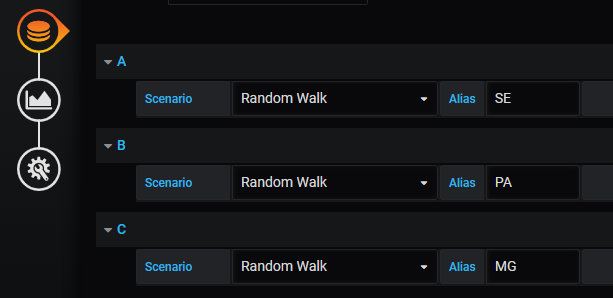 A
Scenario Random Walk Alias SE
B
Scenario Random Walk Alias PA
C
Scenario Random Walk Alias MG